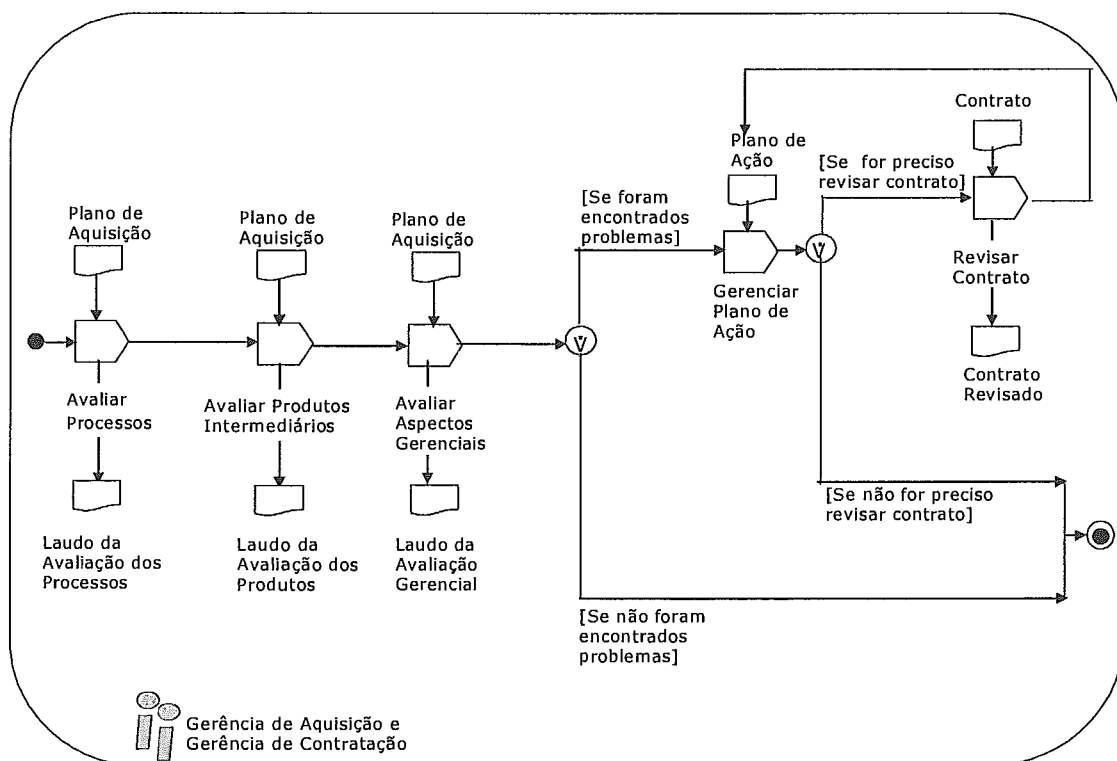 Contrato
Plano de
Ação
[Se for preciso
revisar contrato]
[Se foram
encontrados
problemas]
Plano de
Aquisição
Plano de
Aquisição
Plano de
Aquisição
V
Gerenciar
Plano de
Ação
Revisar
Contrato
V
Avaliar
Processos
Avaliar Produtos
Intermediários
Avaliar
Aspectos
Gerenciais
Contrato
Revisado
[Se não for preciso
revisar contrato]
Laudo da
Avaliação dos
Processos
Laudo da
Avaliação dos
Produtos
Laudo da
Avaliação
Gerencial
[Se não foram
encontrados
problemas]
Gerência de Aquisição e
Gerência de Contratação